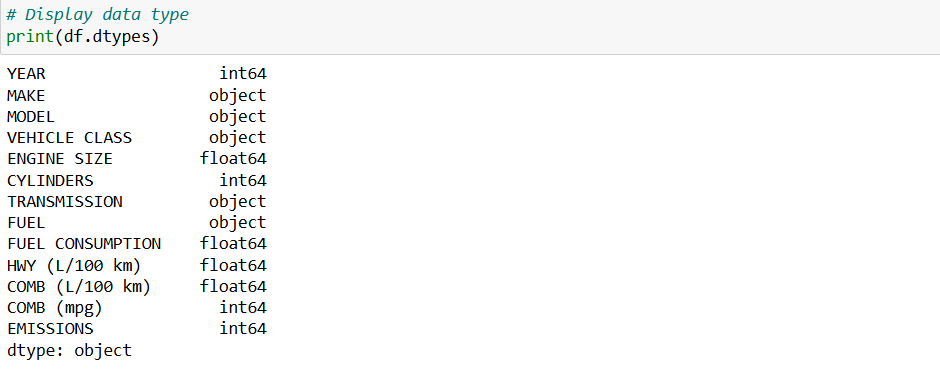 # Display data type
print(df.dtypes)
YEAR int64
MAKE object
MODEL object
VEHICLE CLASS object
ENGINE SIZE float64
CYLINDERS int64
TRANSMISSION object
FUEL object
FUEL CONSUMPTION float64
HWY (L/100 km) float64
COMB (L/100 km) float64
COMB (mpg) int64
EMISSIONS int64
dtype: object